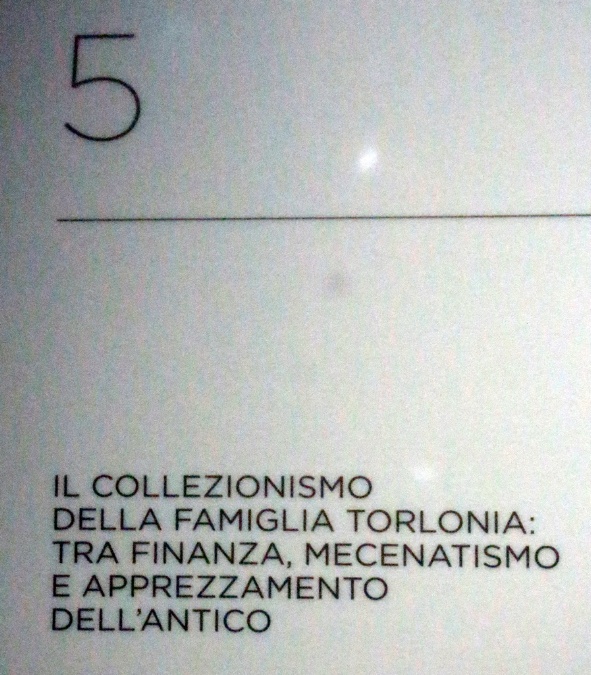 5
IL COLLEZIONISMO
DELLA FAMIGLIA TORLONIA:
TRA FINANZA, MECENATISMO
E APPREZZAMENTO
DELL'ANTICO